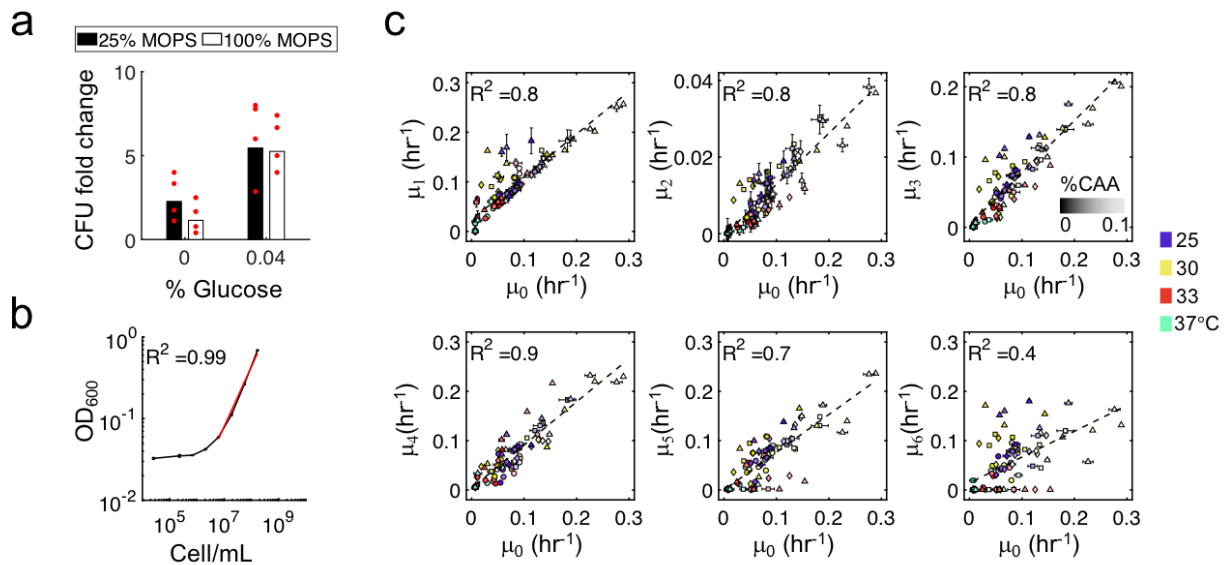 a
25% MOPS 100% MOPS
CFU fold change
10
5
0
0 0.04
% Glucose
b
R² =0.99
OD₆₀₀
10⁰
10⁻¹
10⁻²
10⁵ 10⁷ 10⁹
Cell/mL
c
R² =0.8
μ₁ (hr⁻¹)
0.3
0.2
0.1
0
0 0.1 0.2 0.3
μ₀ (hr⁻¹)
R² =0.8
μ₂ (hr⁻¹)
0.04
0.02
0
0 0.1 0.2 0.3
μ₀ (hr⁻¹)
R² =0.8
μ₃ (hr⁻¹)
0.2
0.1
0
%CAA
0 0.1
0 0.1 0.2 0.3
μ₀ (hr⁻¹)
R² =0.9
μ₄(hr⁻¹)
0.3
0.2
0.1
0
0 0.1 0.2 0.3
μ₀ (hr⁻¹)
R² =0.7
μ₅(hr⁻¹)
0.3
0.2
0.1
0
0 0.1 0.2 0.3
μ₀ (hr⁻¹)
R² =0.4
μ₆(hr⁻¹)
0.3
0.2
0.1
0
0 0.1 0.2 0.3
μ₀ (hr⁻¹)
25
30
33
37°C